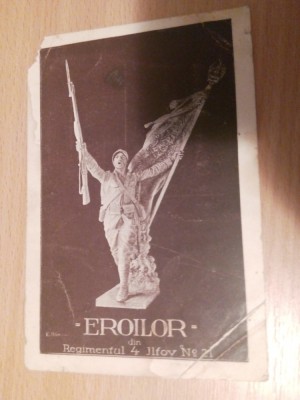 - EROILOR -
din
Regimentul 4 Ilfov No 21